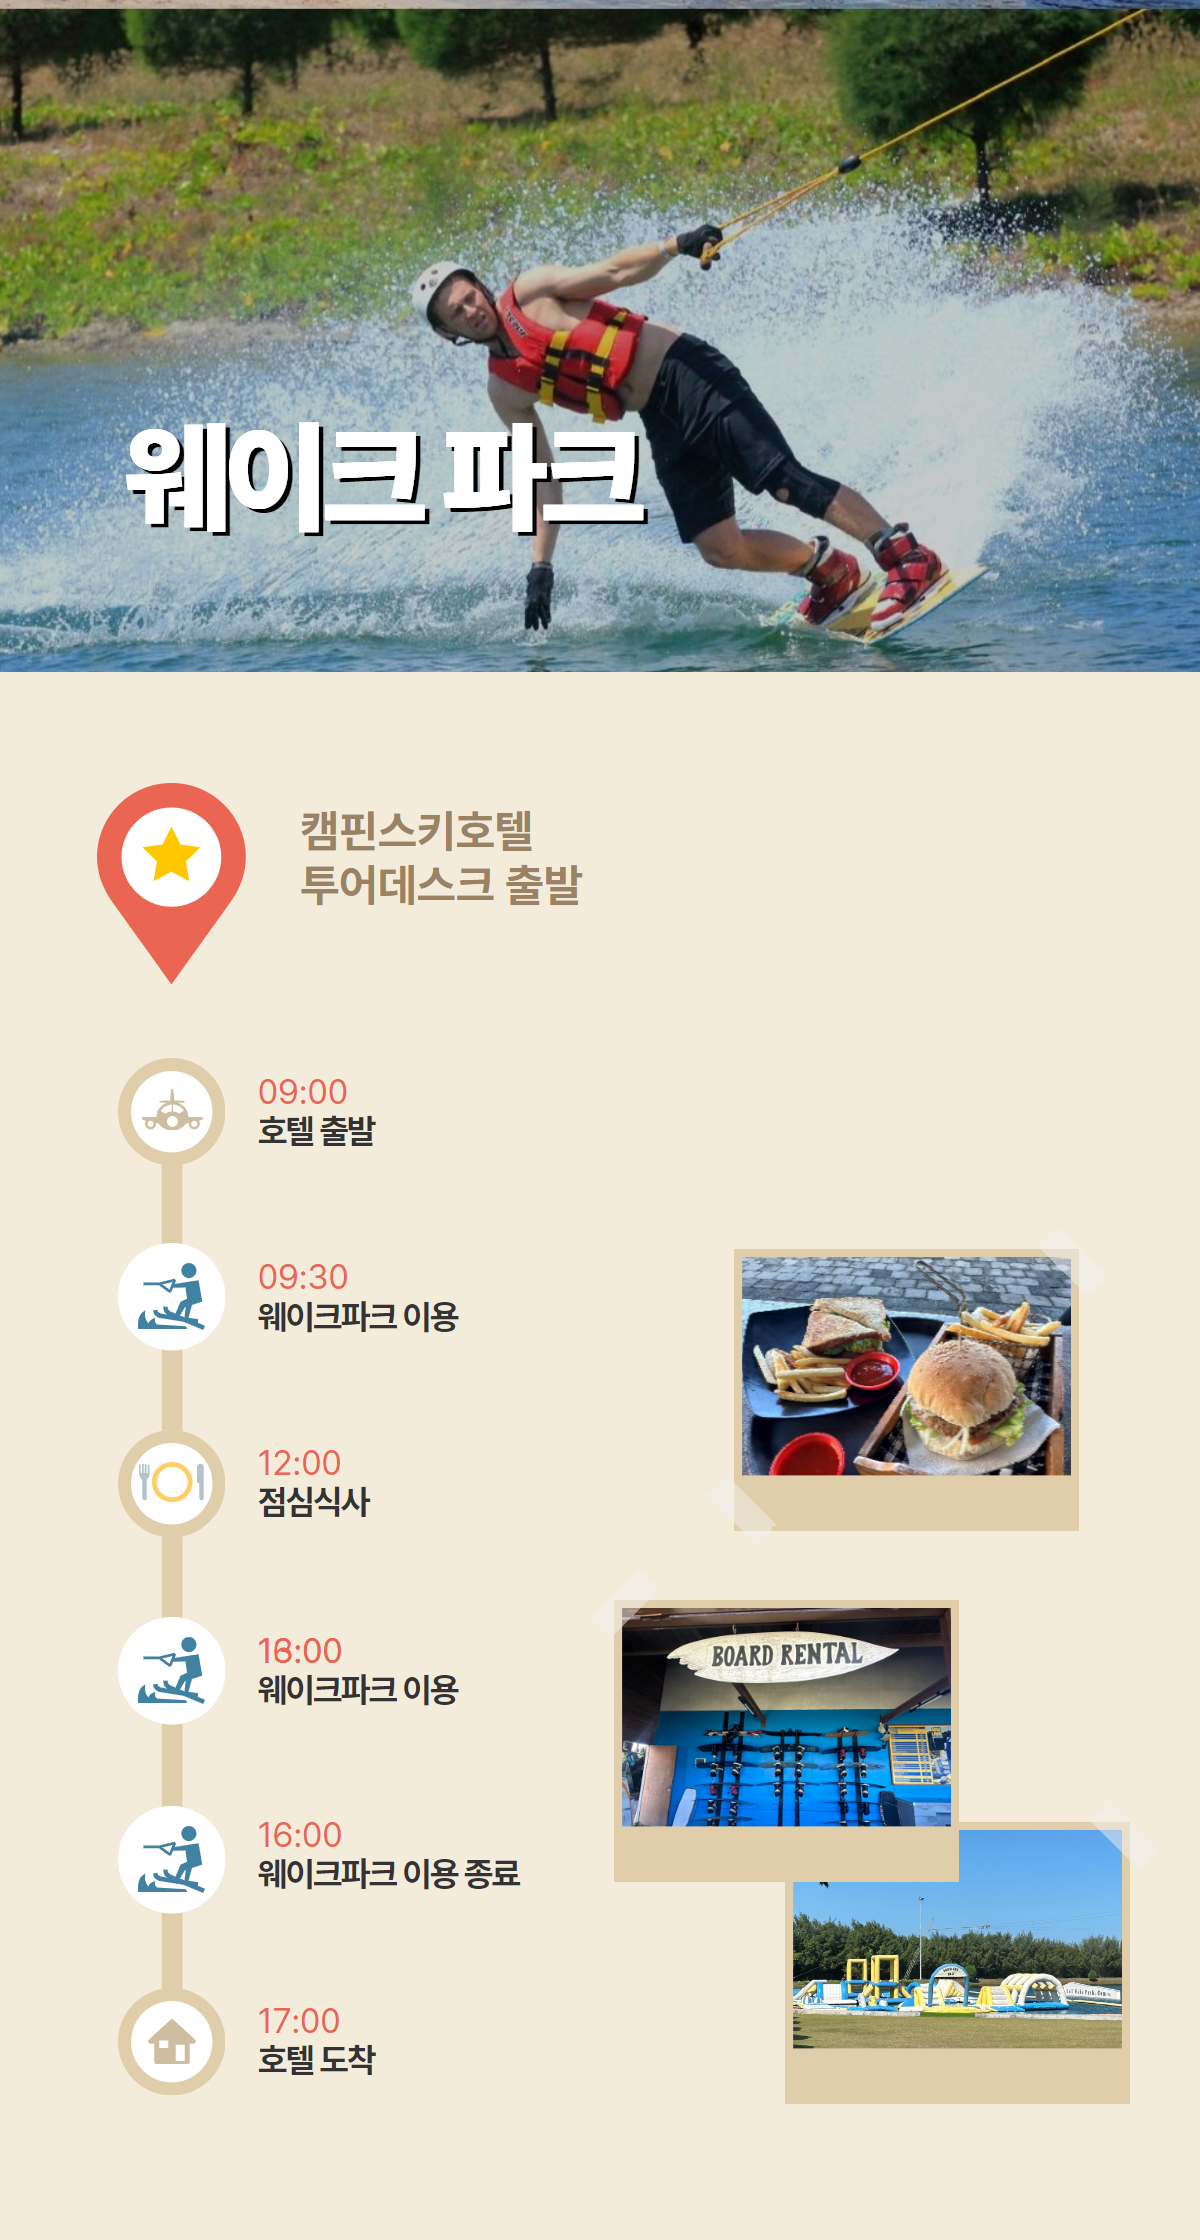 웨이크 파크
캠핀스키호텔
투어데스크 출발
09:00
호텔 출발
09:30
웨이크파크 이용
12:00
점심식사
웨이크파크 이용
BOARD RENTAL
16:00
웨이크파크 이용 종료
17:00
호텔 도착